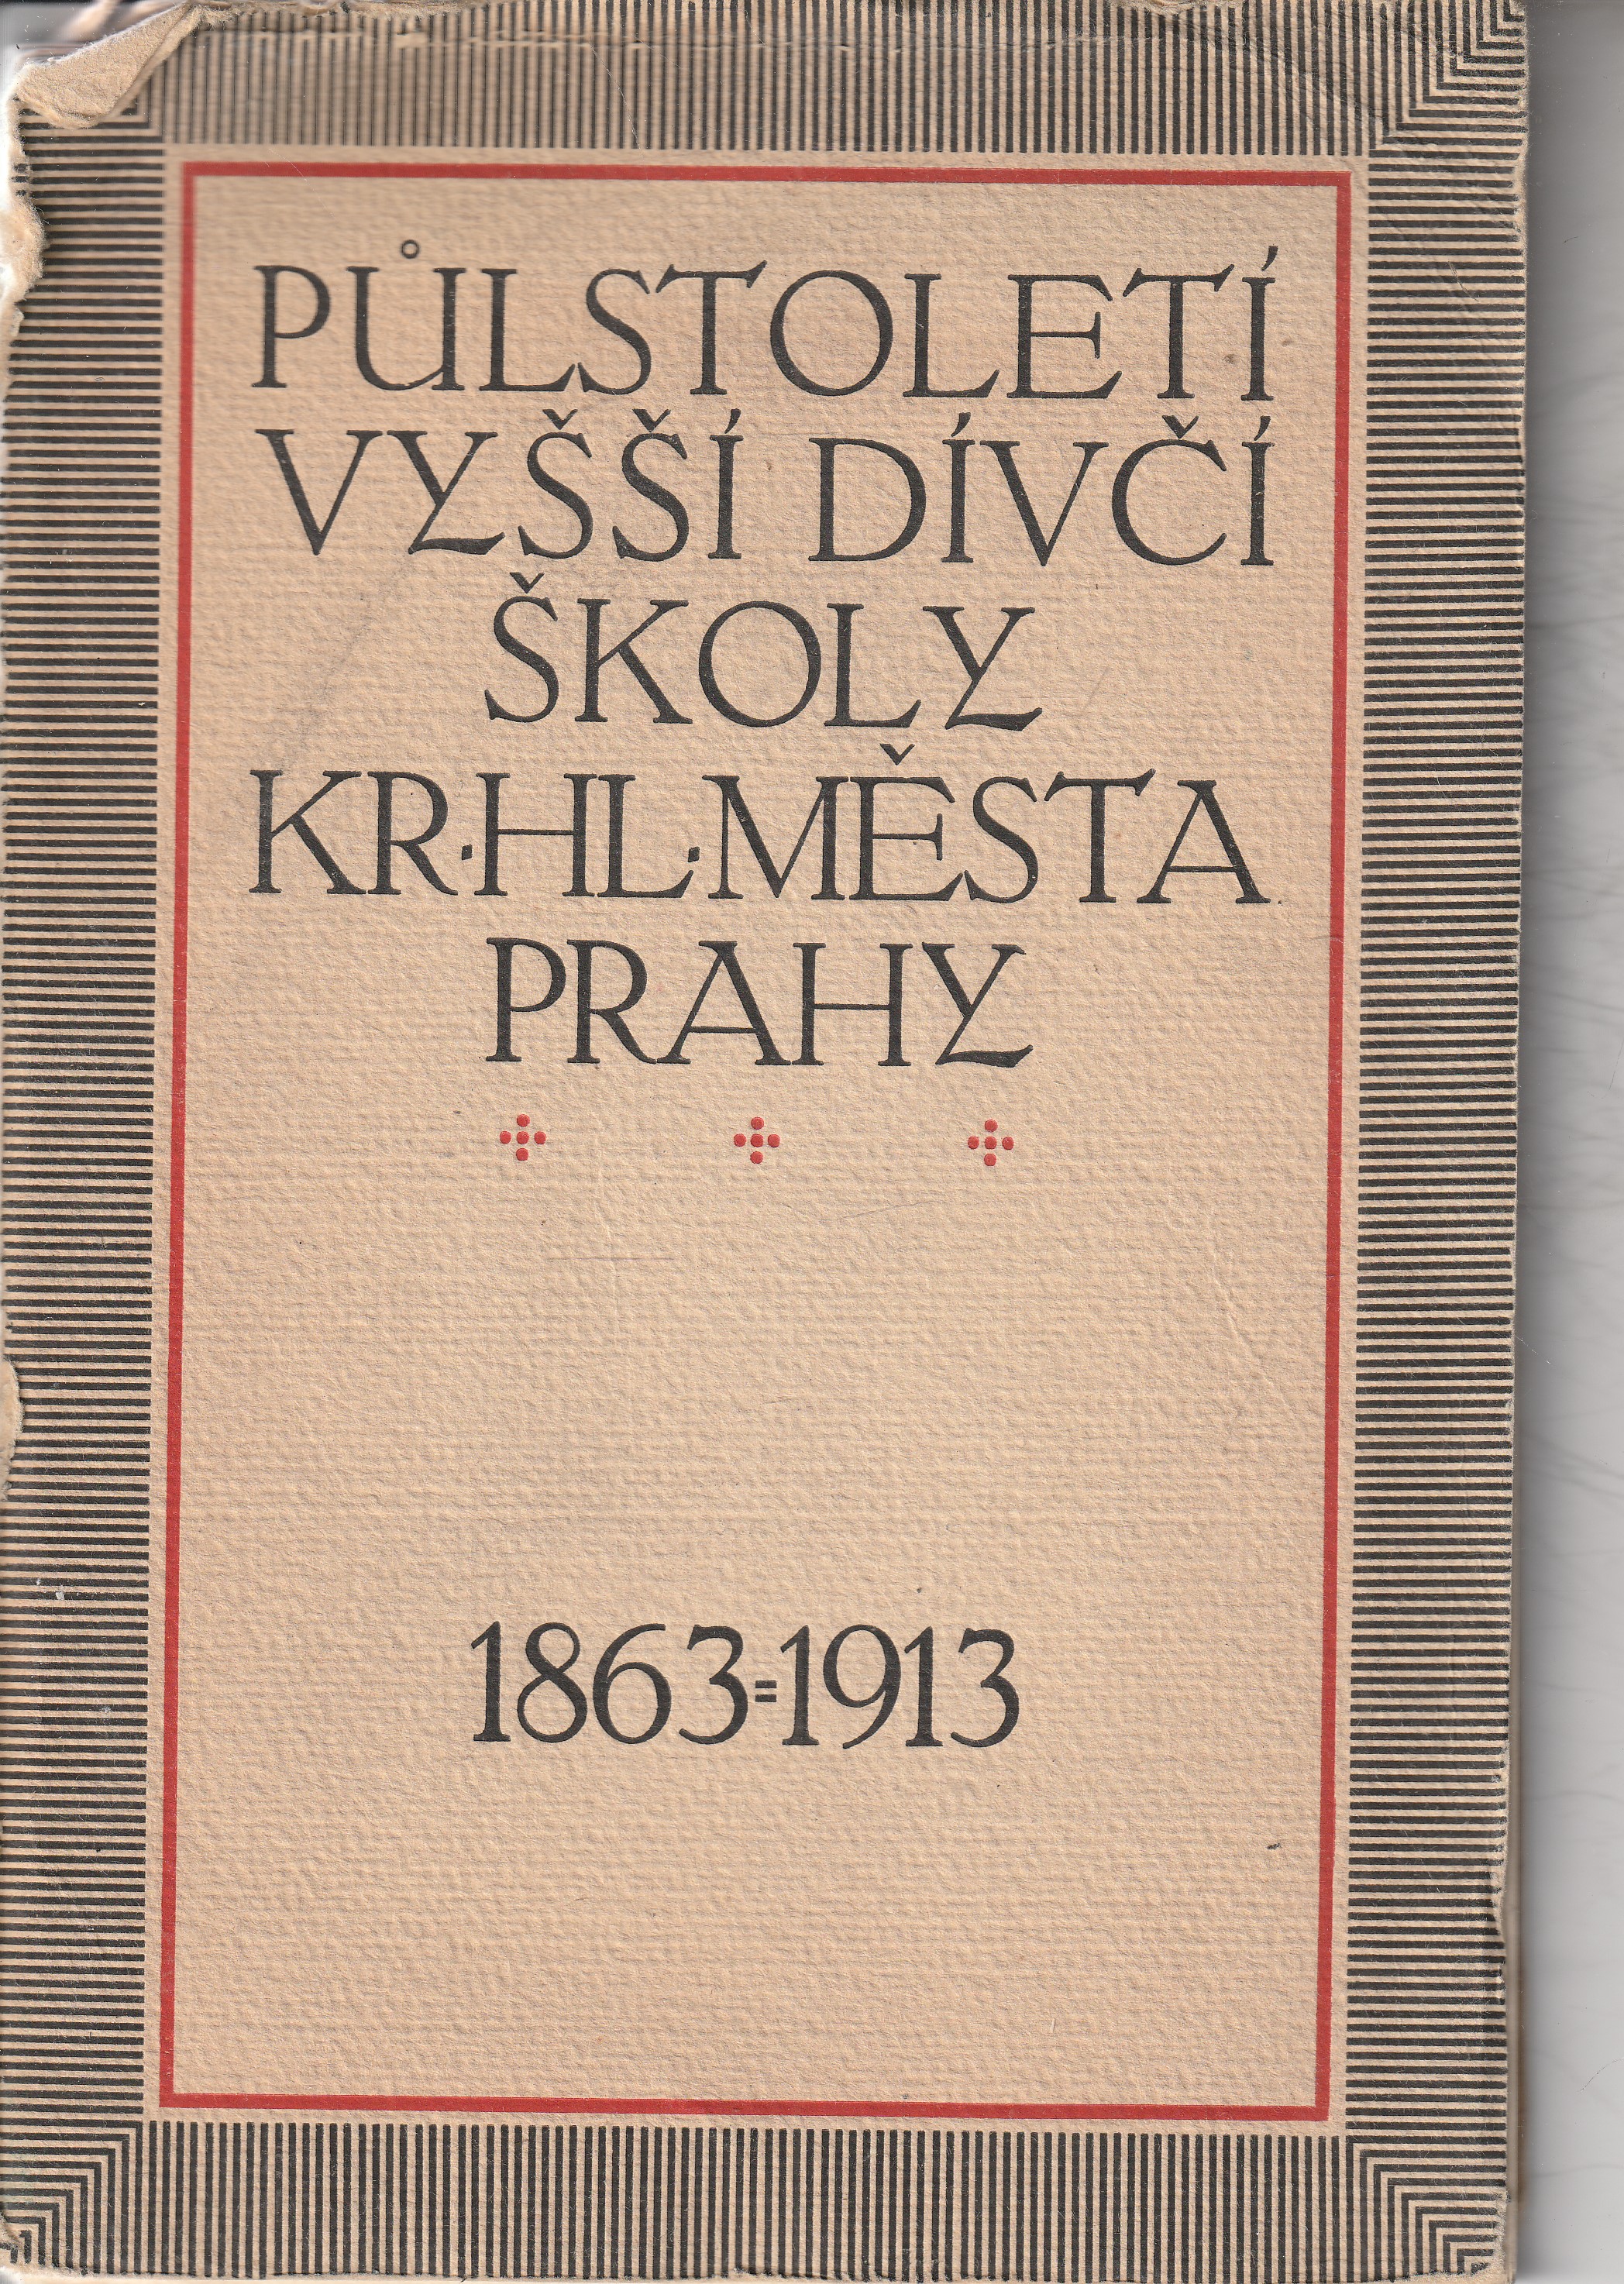 PŮLSTOLETÍ
VYŠŠÍ DÍVČÍ
ŠKOLY
KR·HL·MĚSTA
PRAHY
1863=1913